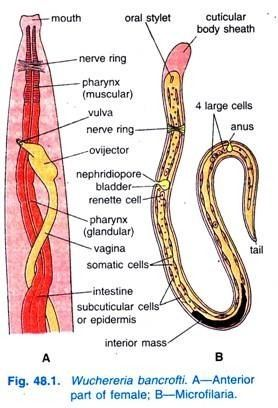 mouth
oral stylet
cuticular
body sheath
nerve ring
pharynx
(muscular)
4 large cells
vulva
anus
nerve ring
ovijector
nephridiopore
bladder
renette cell
pharynx
(glandular)
vagina
tail
somatic cells
intestine
subcuticular cells
or epidermis
interior mass
A
B
Fig. 48.1. Wuchereria bancrofti. A—Anterior
part of female; B—Microfilaria.